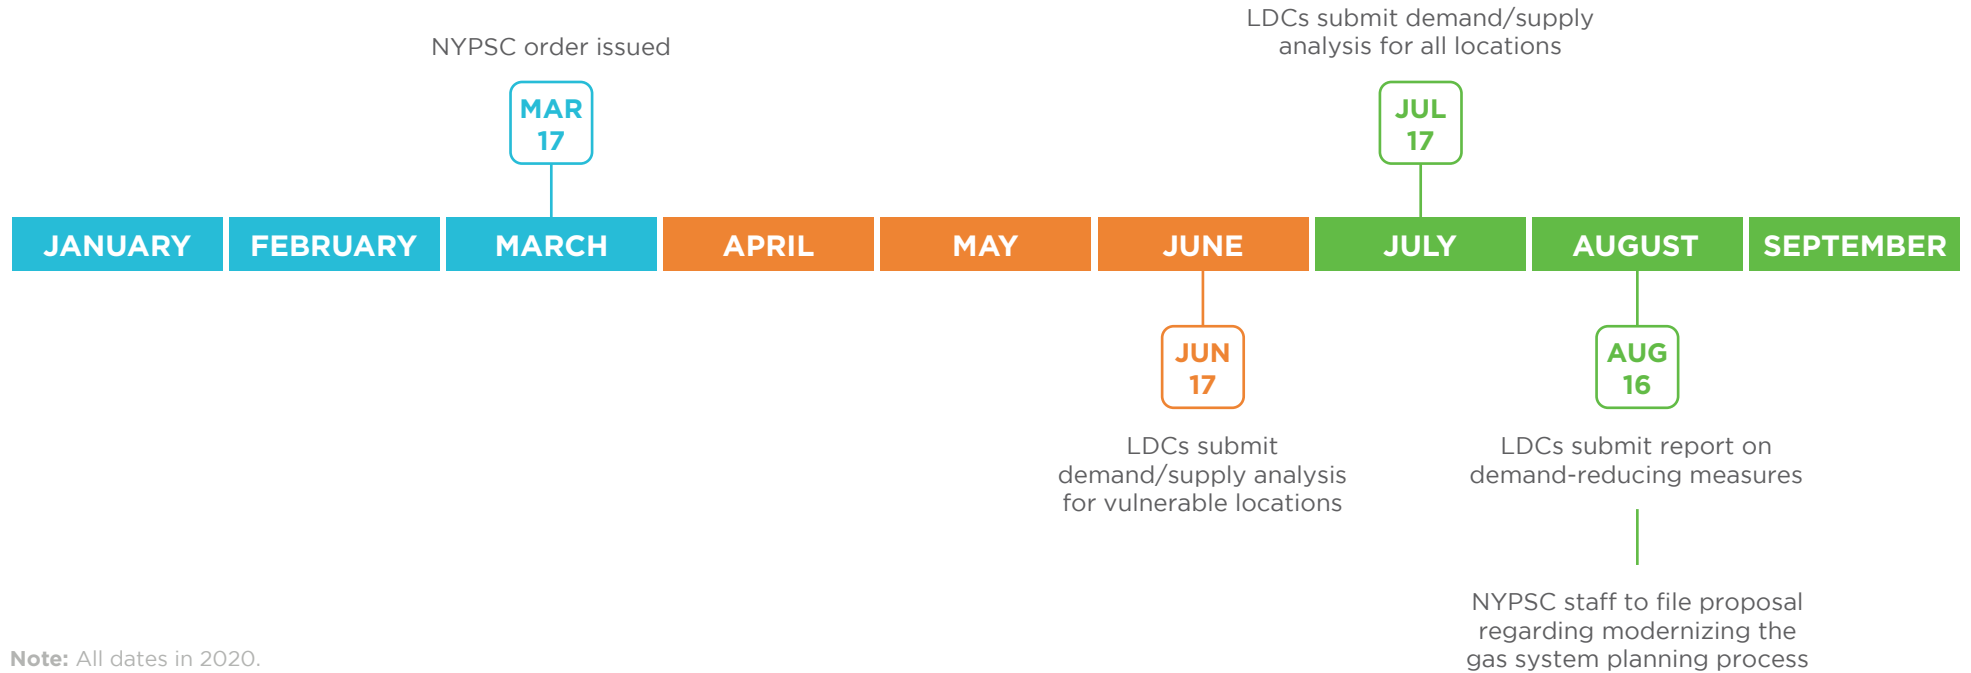 LDCs submit demand/supply
analysis for all locations
NYPSC order issued
MAR
17
JUL
17
JANUARY
FEBRUARY
MARCH
APRIL
MAY
JUNE
JULY
AUGUST
SEPTEMBER
JUN
17
AUG
16
LDCs submit
demand/supply analysis
for vulnerable locations
LDCs submit report on
demand-reducing measures
NYPSC staff to file proposal
regarding modernizing the
gas system planning process
Note: All dates in 2020.